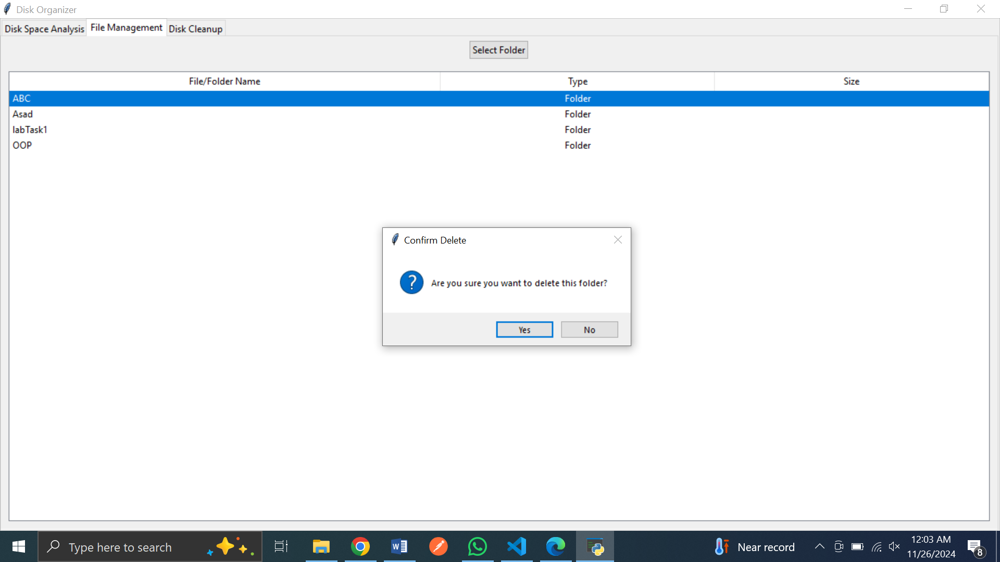 Disk Organizer
Disk Space Analysis File Management Disk Cleanup
Select Folder
File/Folder Name Type Size
ABC Folder
Asad Folder
labTask1 Folder
OOP Folder
Confirm Delete
? Are you sure you want to delete this folder?
Yes No
Type here to search Near record 12:03 AM
11/26/2024 8